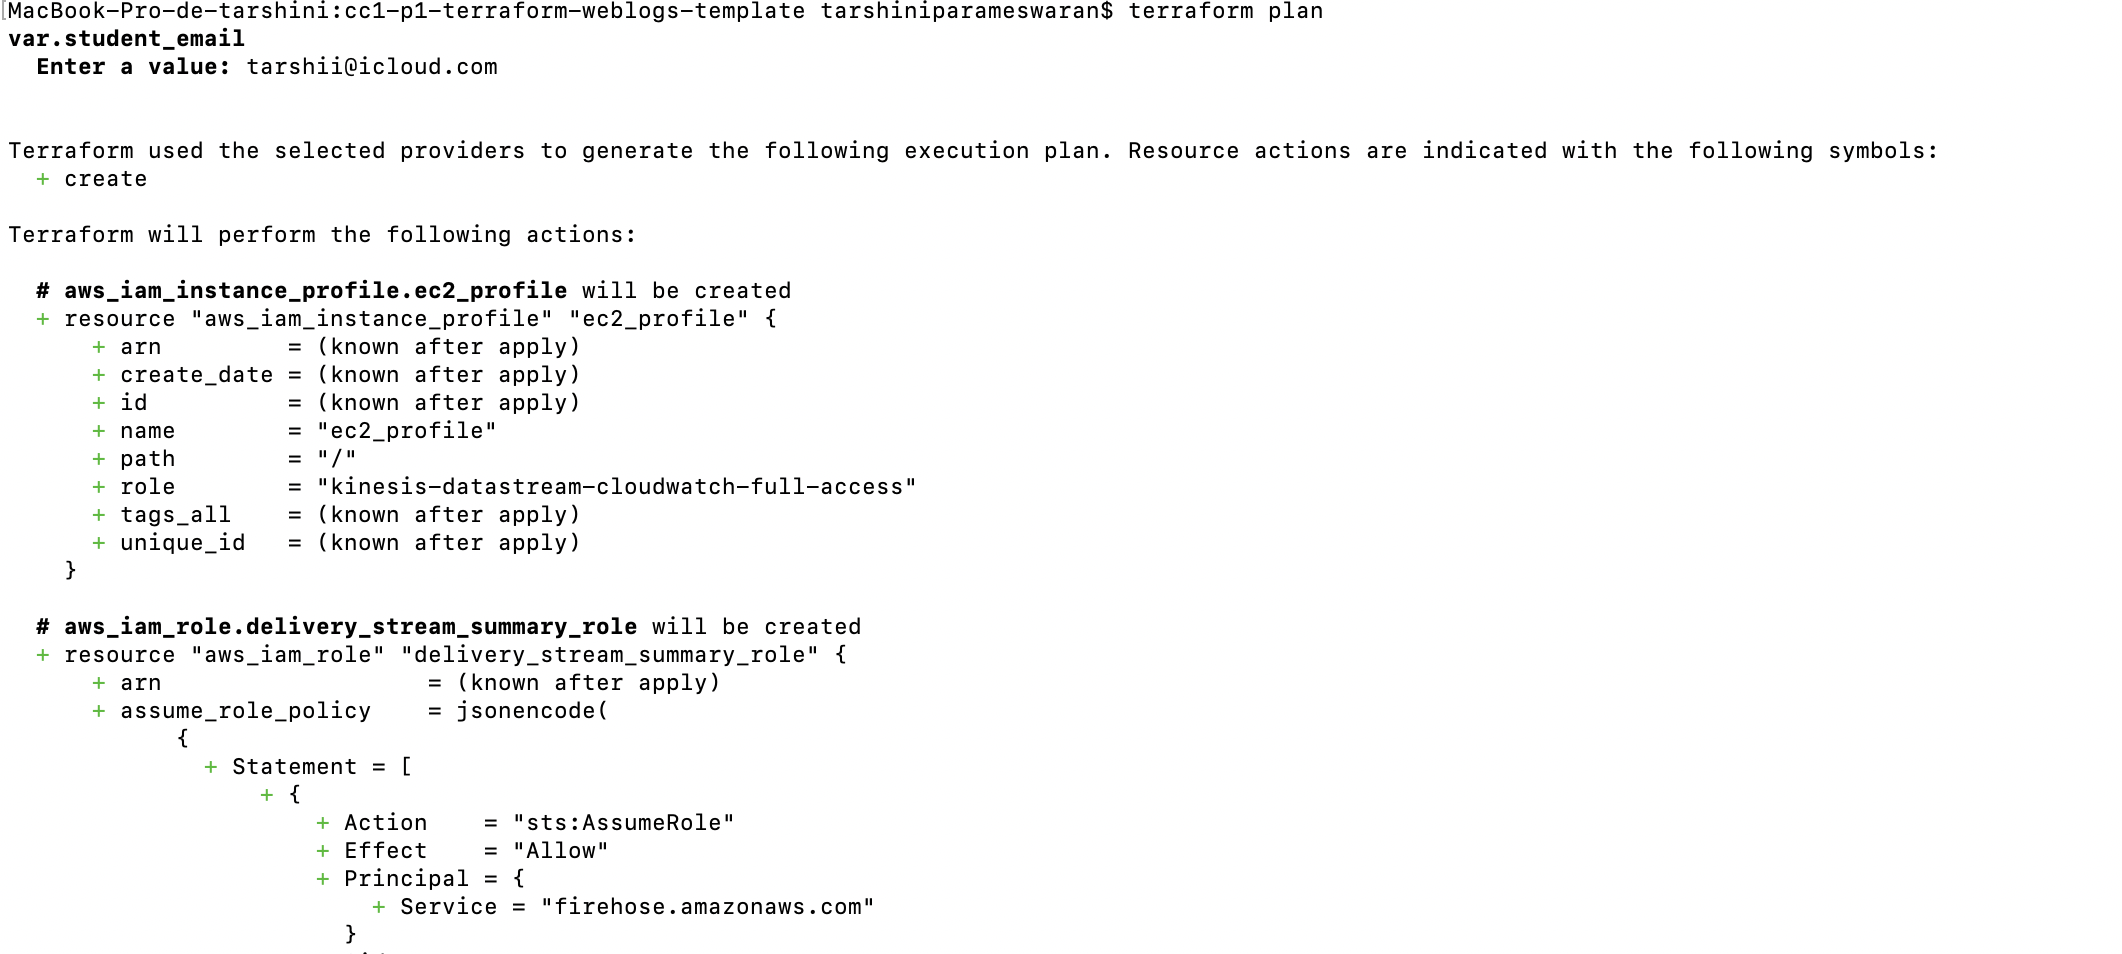 MacBook-Pro-de-tarshini:cc1-p1-terraform-weblogs-template tarshiniparameswaran$ terraform plan
var.student_email
  Enter a value: tarshii@icloud.com

Terraform used the selected providers to generate the following execution plan. Resource actions are indicated with the following symbols:
  + create

Terraform will perform the following actions:

  # aws_iam_instance_profile.ec2_profile will be created
  + resource "aws_iam_instance_profile" "ec2_profile" {
      + arn         = (known after apply)
      + create_date = (known after apply)
      + id          = (known after apply)
      + name        = "ec2_profile"
      + path        = "/"
      + role        = "kinesis-datastream-cloudwatch-full-access"
      + tags_all    = (known after apply)
      + unique_id   = (known after apply)
    }

  # aws_iam_role.delivery_stream_summary_role will be created
  + resource "aws_iam_role" "delivery_stream_summary_role" {
      + arn                   = (known after apply)
      + assume_role_policy    = jsonencode(
            {
              + Statement = [
                  + {
                      + Action    = "sts:AssumeRole"
                      + Effect    = "Allow"
                      + Principal = {
                          + Service = "firehose.amazonaws.com"
                        }